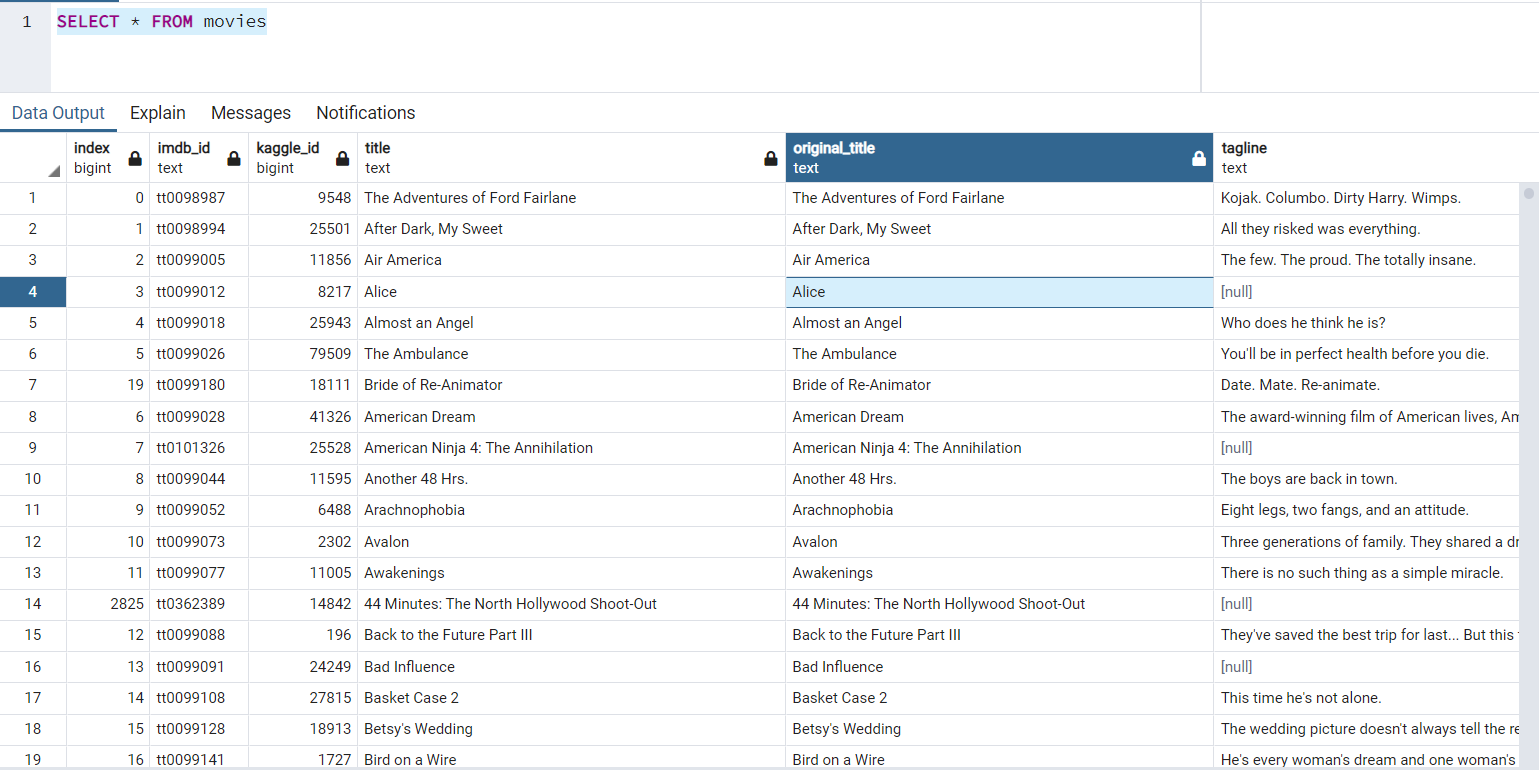 1 SELECT * FROM movies
Data Output Explain Messages Notifications
index imdb_id kaggle_id title original_title tagline
bigint text bigint text text text
1 0 tt0098987 9548 The Adventures of Ford Fairlane The Adventures of Ford Fairlane Kojak. Columbo. Dirty Harry. Wimps.
2 1 tt0098994 25501 After Dark, My Sweet After Dark, My Sweet All they risked was everything.
3 2 tt0099005 11856 Air America Air America The few. The proud. The totally insane.
4 3 tt0099012 8217 Alice Alice [null]
5 4 tt0099018 25943 Almost an Angel Almost an Angel Who does he think he is?
6 5 tt0099026 79509 The Ambulance The Ambulance You'll be in perfect health before you die.
7 19 tt0099180 18111 Bride of Re-Animator Bride of Re-Animator Date. Mate. Re-animate.
8 6 tt0099028 41326 American Dream American Dream The award-winning film of American lives, Am
9 7 tt0101326 25528 American Ninja 4: The Annihilation American Ninja 4: The Annihilation [null]
10 8 tt0099044 11595 Another 48 Hrs. Another 48 Hrs. The boys are back in town.
11 9 tt0099052 6488 Arachnophobia Arachnophobia Eight legs, two fangs, and an attitude.
12 10 tt0099073 2302 Avalon Avalon Three generations of family. They shared a dr
13 11 tt0099077 11005 Awakenings Awakenings There is no such thing as a simple miracle.
14 2825 tt0362389 14842 44 Minutes: The North Hollywood Shoot-Out 44 Minutes: The North Hollywood Shoot-Out [null]
15 12 tt0099088 196 Back to the Future Part III Back to the Future Part III They've saved the best trip for last... But this
16 13 tt0099091 24249 Bad Influence Bad Influence [null]
17 14 tt0099108 27815 Basket Case 2 Basket Case 2 This time he's not alone.
18 15 tt0099128 18913 Betsy's Wedding Betsy's Wedding The wedding picture doesn't always tell the re
19 16 tt0099141 1727 Bird on a Wire Bird on a Wire He's every woman's dream and one woman's